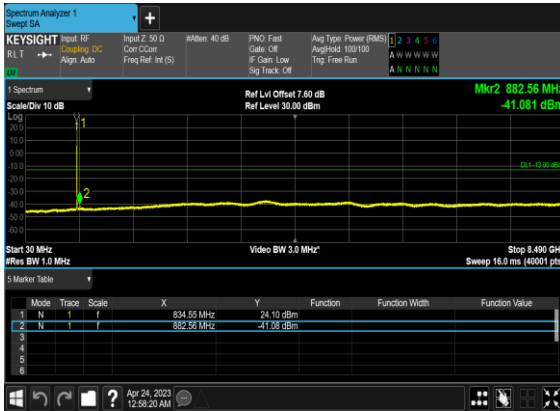 Spectrum Analyzer 1
Swept SA
KEYSIGHT Input: RF Input Z: 50 Ω #Atten: 40 dB PNO: Fast Avg Type: Power (RMS) 1 2 3 4 5 6
RLT Coupling: DC Corr CCorr Gate: Off Avg|Hold: 100/100 A W W W W W
Align: Auto Freq Ref: Int (S) IF Gain: Low Trig: Free Run
Sig Track: Off A N N N N N
1 Spectrum
Ref Lvl Offset 7.60 dB Mkr2 882.56 MHz
Scale/Div 10 dB Ref Level 30.00 dBm -41.081 dBm
Log
1
20.0
10.0
0.00
-10.0
DL1 -13.00 dBm
-20.0
-30.0
2
-40.0
-50.0
-60.0
Start 30 MHz Video BW 3.0 MHz* Stop 8.490 GH
#Res BW 1.0 MHz Sweep 16.0 ms (40001 pts
5 Marker Table
Mode Trace Scale X Y Function Function Width Function Value
1 N 1 f 834.55 MHz 24.10 dBm
2 N 1 f 882.56 MHz -41.08 dBm
3
4
5
6
? Apr 24, 2023
12:58:20 AM